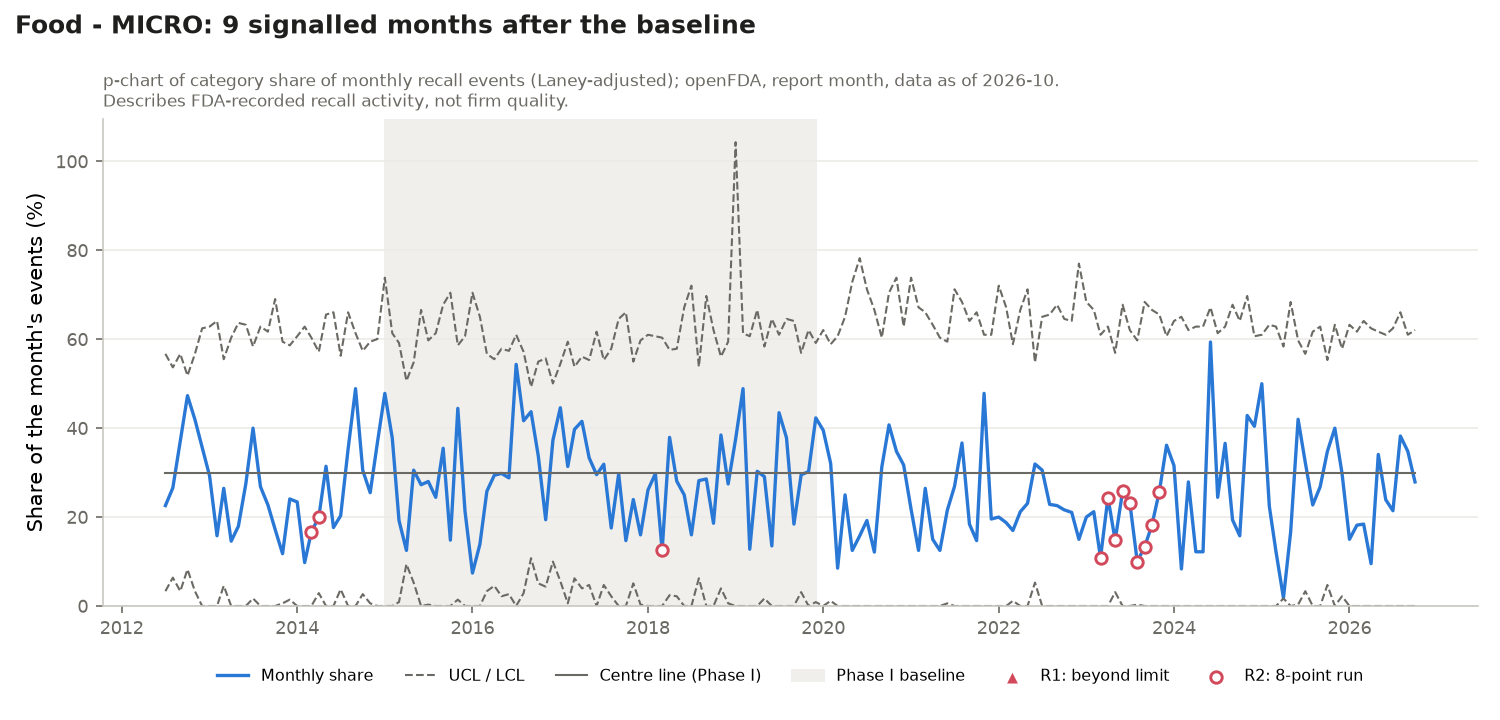 Food - MICRO: 9 signalled months after the baseline
p-chart of category share of monthly recall events (Laney-adjusted); openFDA, report month, data as of 2026-10.
Describes FDA-recorded recall activity, not firm quality.
Share of the month's events (%)
100
80
60
40
20
0
2012 2014 2016 2018 2020 2022 2024 2026
Monthly share UCL / LCL Centre line (Phase I) Phase I baseline R1: beyond limit R2: 8-point run